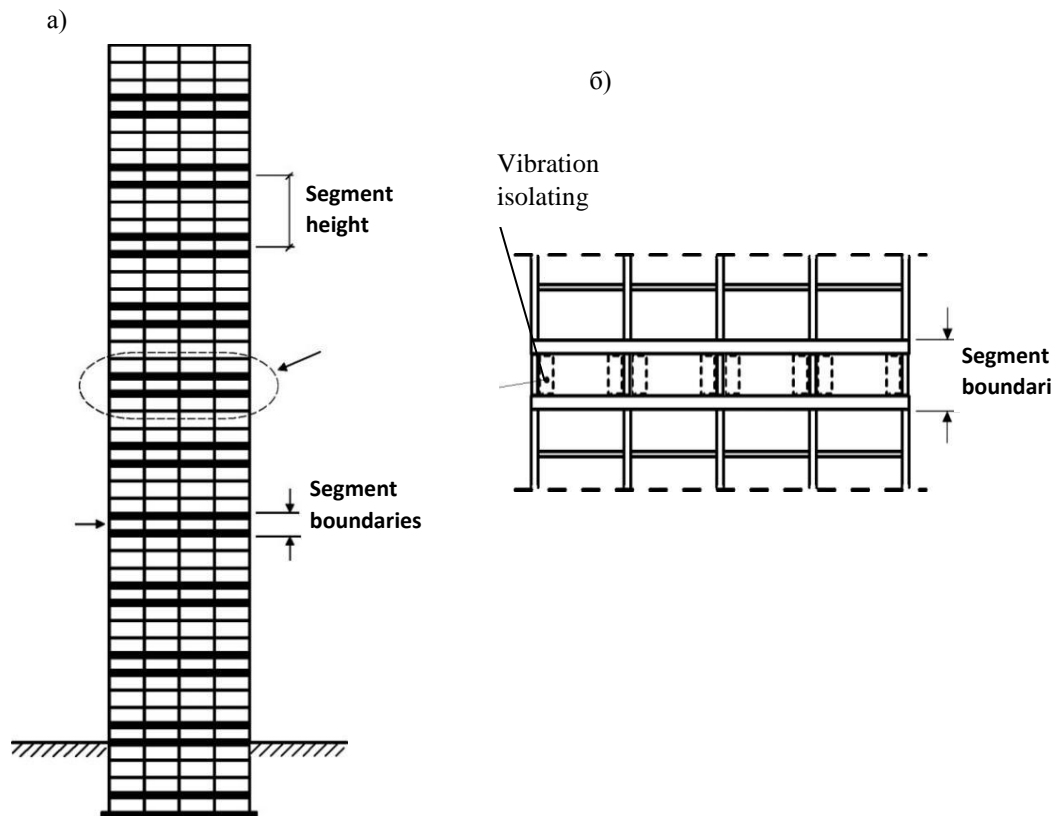 а)
б)
Vibration
isolating
Segment
height
Segment
boundari
Segment
boundaries